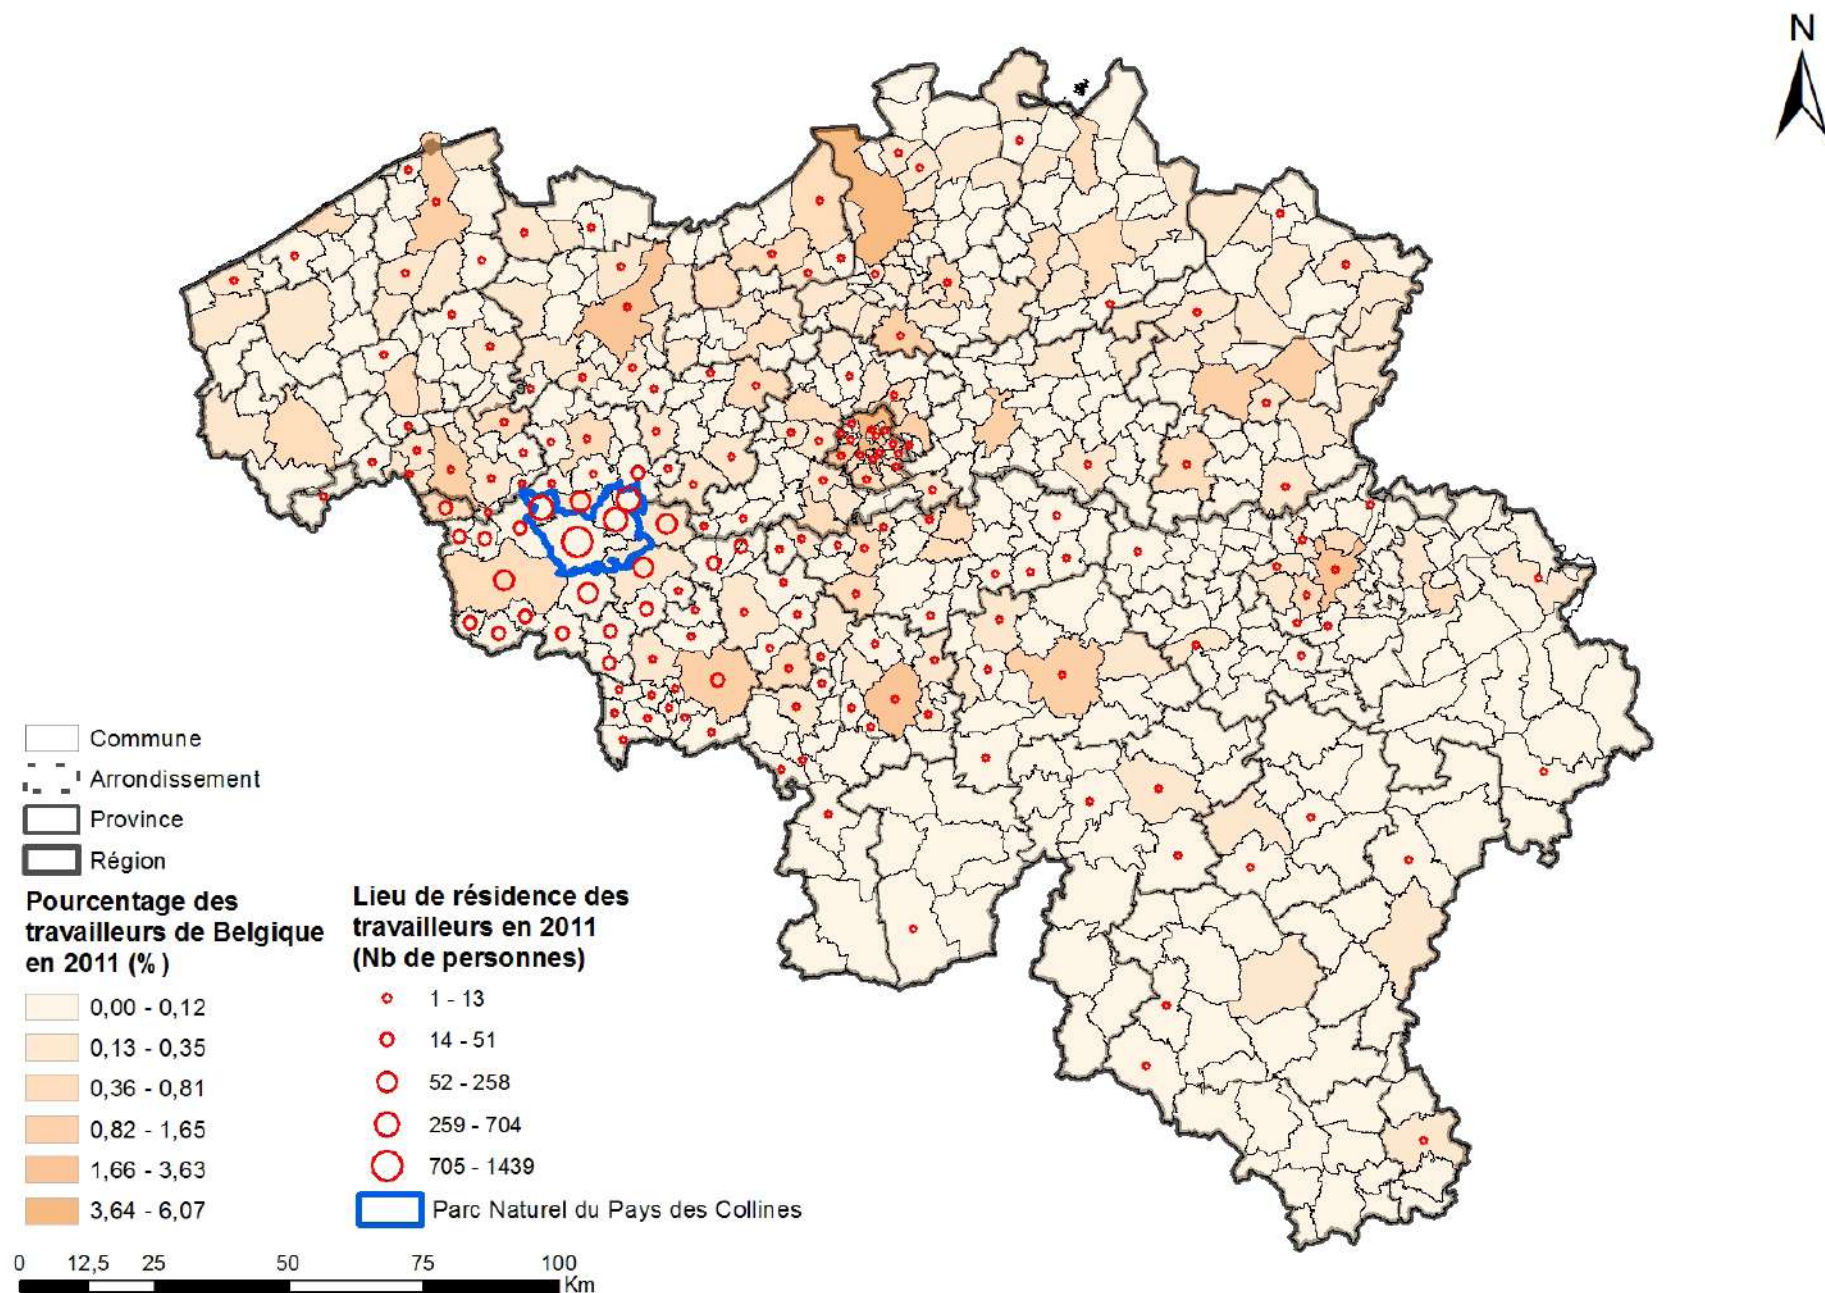 N
Commune
Arrondissement
Province
Région
Pourcentage des
travailleurs de Belgique
en 2011 (%)
0,00 - 0,12
0,13 - 0,35
0,36 - 0,81
0,82 - 1,65
1,66 - 3,63
3,64 - 6,07
Lieu de résidence des
travailleurs en 2011
(Nb de personnes)
1 - 13
14 - 51
52 - 258
259 - 704
705 - 1439
Parc Naturel du Pays des Collines
0 12,5 25 50 75 100
Km